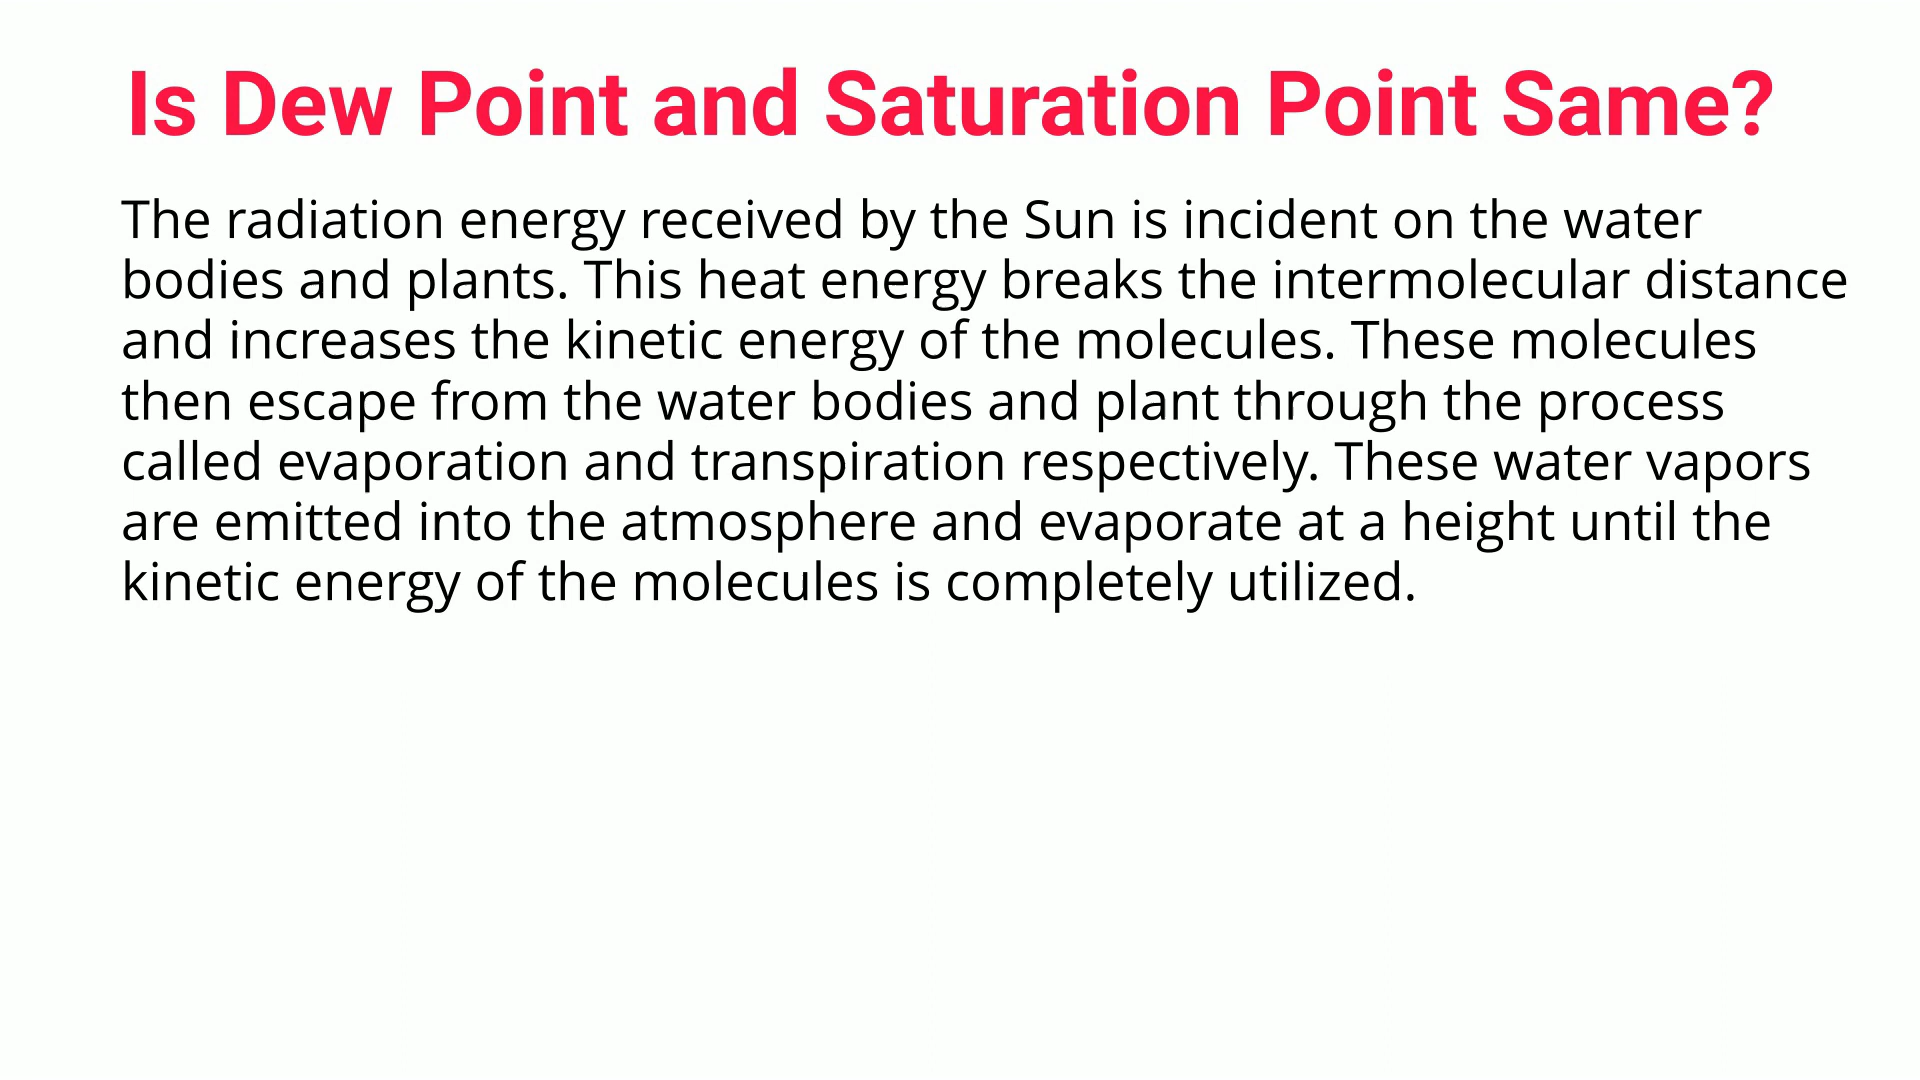 Is Dew Point and Saturation Point Same?
The radiation energy received by the Sun is incident on the water
bodies and plants. This heat energy breaks the intermolecular distance
and increases the kinetic energy of the molecules. These molecules
then escape from the water bodies and plant through the process
called evaporation and transpiration respectively. These water vapors
are emitted into the atmosphere and evaporate at a height until the
kinetic energy of the molecules is completely utilized.